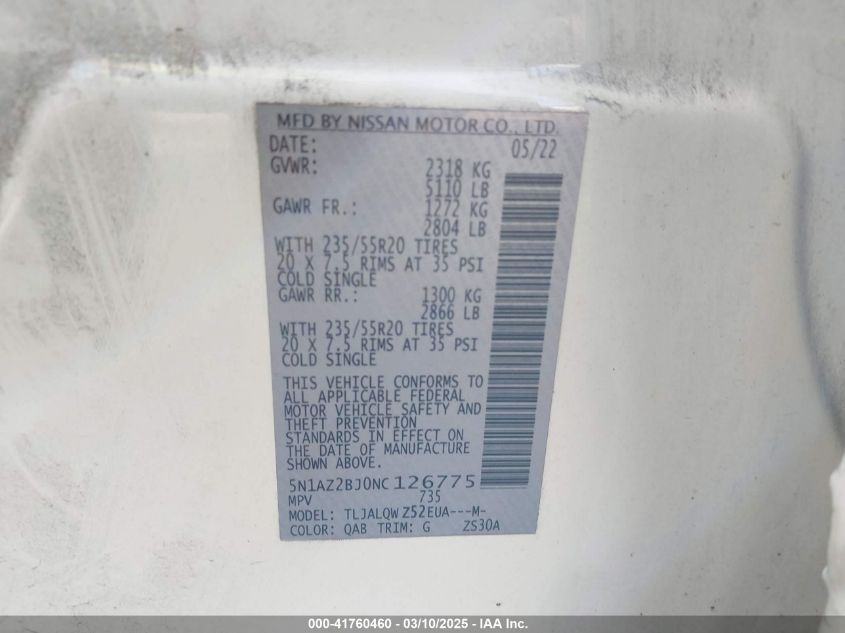 MFD BY NISSAN MOTOR CO., LTD.
DATE: 05/22
GVWR: 2318 KG
5110 LB
GAWR FR.: 1272 KG
2804 LB
WITH 235/55R20 TIRES
20 X 7.5 RIMS AT 35 PSI
COLD SINGLE
GAWR RR.: 1300 KG
2866 LB
WITH 235/55R20 TIRES
20 X 7.5 RIMS AT 35 PSI
COLD SINGLE
THIS VEHICLE CONFORMS TO
ALL APPLICABLE FEDERAL
MOTOR VEHICLE SAFETY AND
THEFT PREVENTION
STANDARDS IN EFFECT ON
THE DATE OF MANUFACTURE
SHOWN ABOVE.
5N1AZ2BJ0NC126775
MPV 735
MODEL: TLJALQWZ52EUA---M-
COLOR: QAB TRIM: G ZS30A
000-41760460 - 03/10/2025 - IAA Inc.